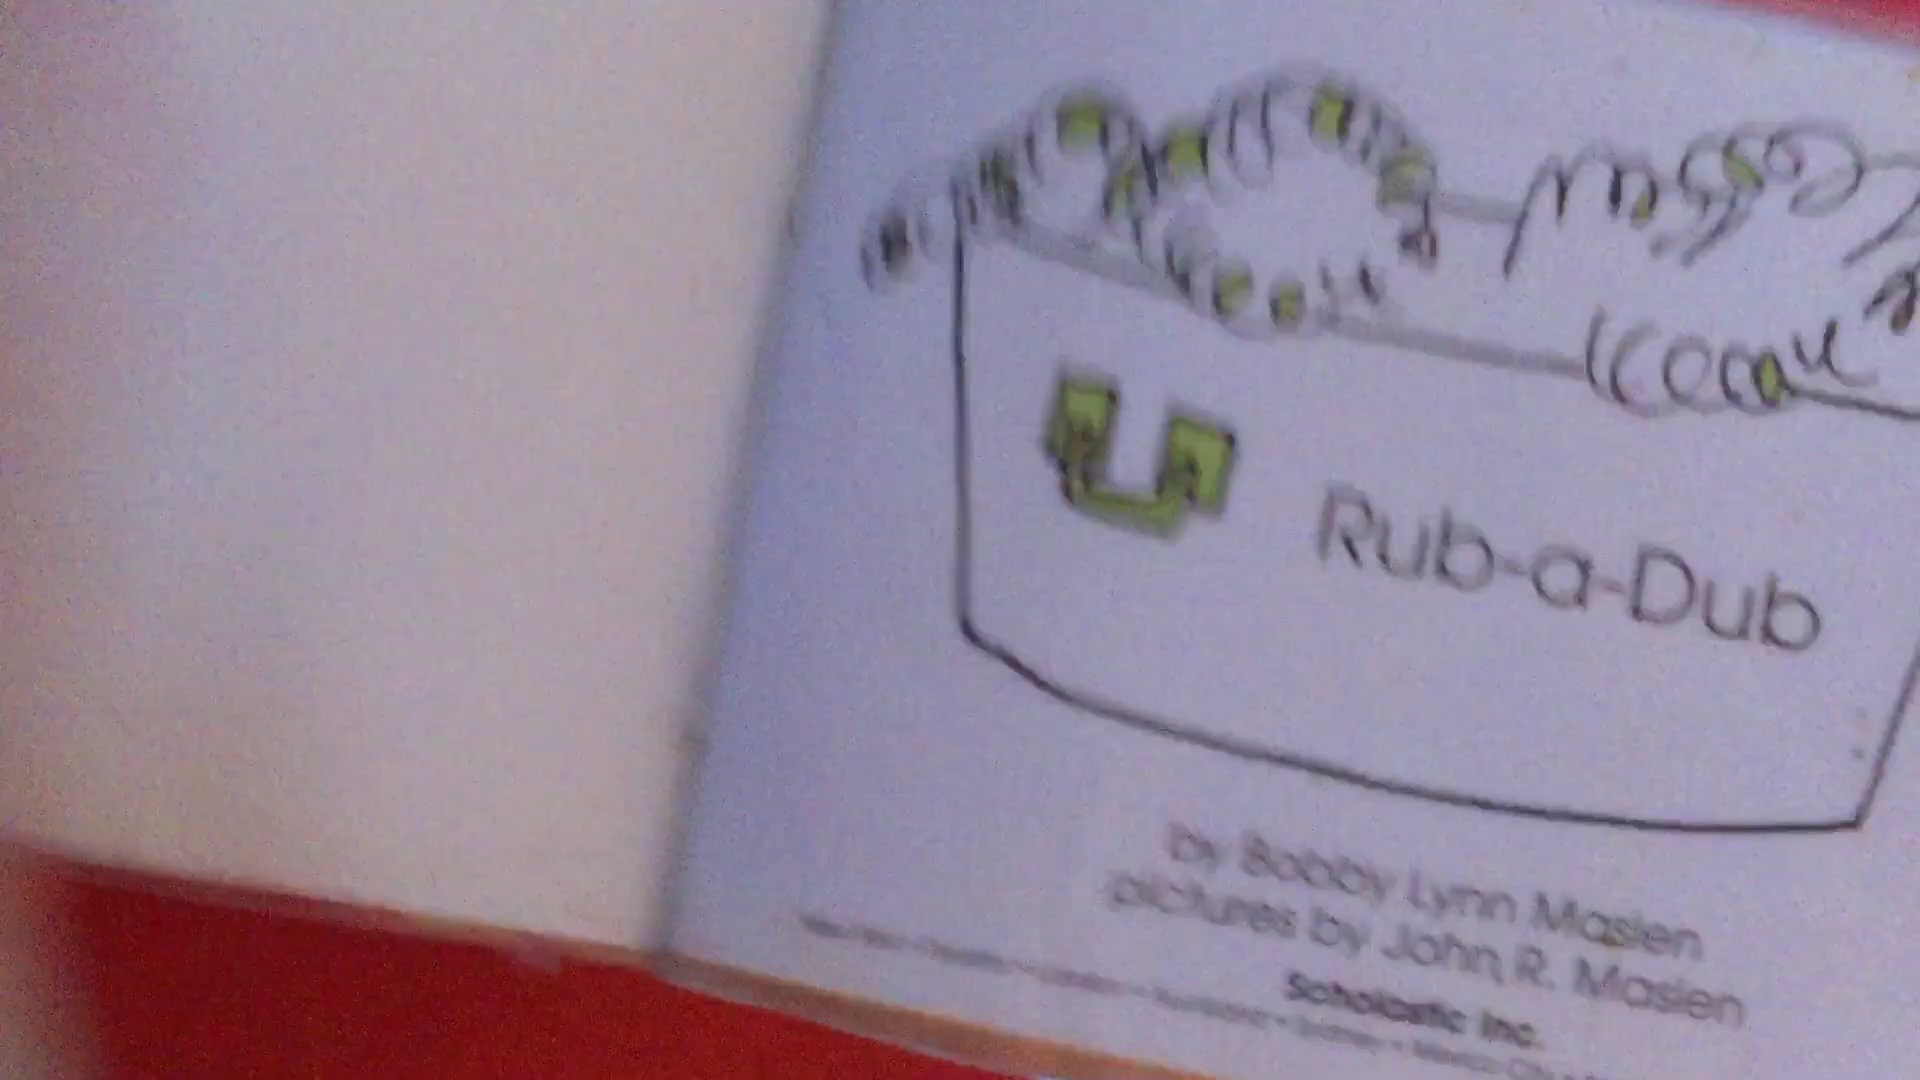 Rub-a-Dub
by Bobby Lynn Maslen
pictures by John R. Maslen
Scholastic Inc.